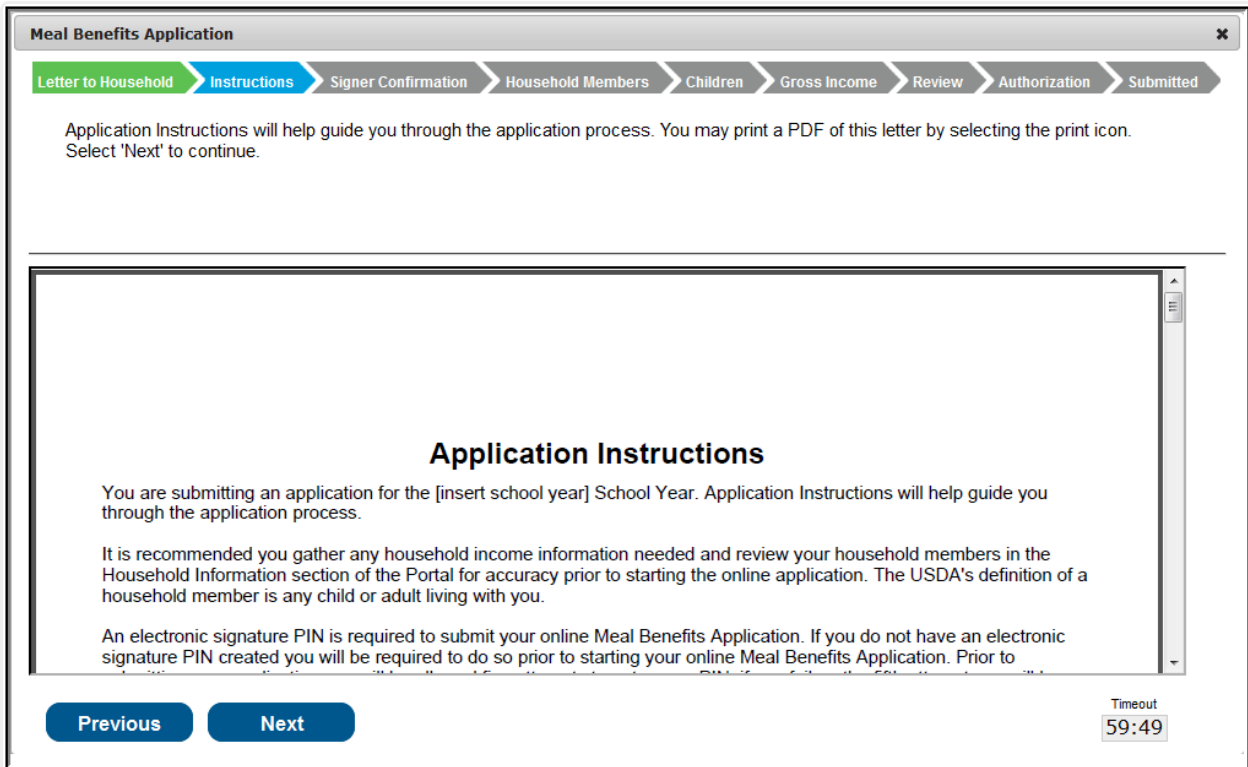 Meal Benefits Application
Letter to Household Instructions Signer Confirmation Household Members Children Gross Income Review Authorization Submitted
Application Instructions will help guide you through the application process. You may print a PDF of this letter by selecting the print icon.
Select 'Next' to continue.
Application Instructions
You are submitting an application for the [insert school year] School Year. Application Instructions will help guide you
through the application process.
It is recommended you gather any household income information needed and review your household members in the
Household Information section of the Portal for accuracy prior to starting the online application. The USDA's definition of a
household member is any child or adult living with you.
An electronic signature PIN is required to submit your online Meal Benefits Application. If you do not have an electronic
signature PIN created you will be required to do so prior to starting your online Meal Benefits Application. Prior to
Previous Next
Timeout
59:49